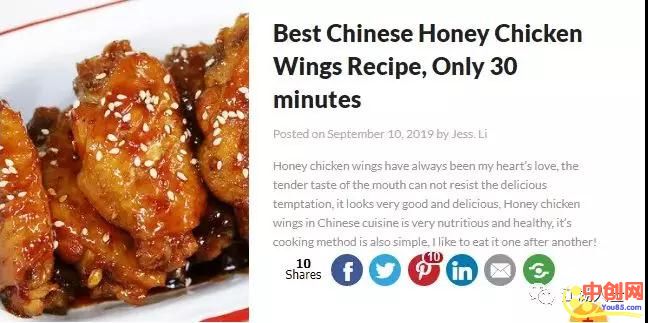 Best Chinese Honey Chicken
Wings Recipe, Only 30
minutes
Posted on September 10, 2019 by Jess. Li
Honey chicken wings have always been my heart's love, the
tender taste of the mouth can not resist the delicious
temptation, it looks very good and delicious, Honey chicken
wings in Chinese cuisine is very nutritious and healthy, it's
cooking method is also simple, I like to eat it one after another!
10
Shares
10
中创网
You85.com